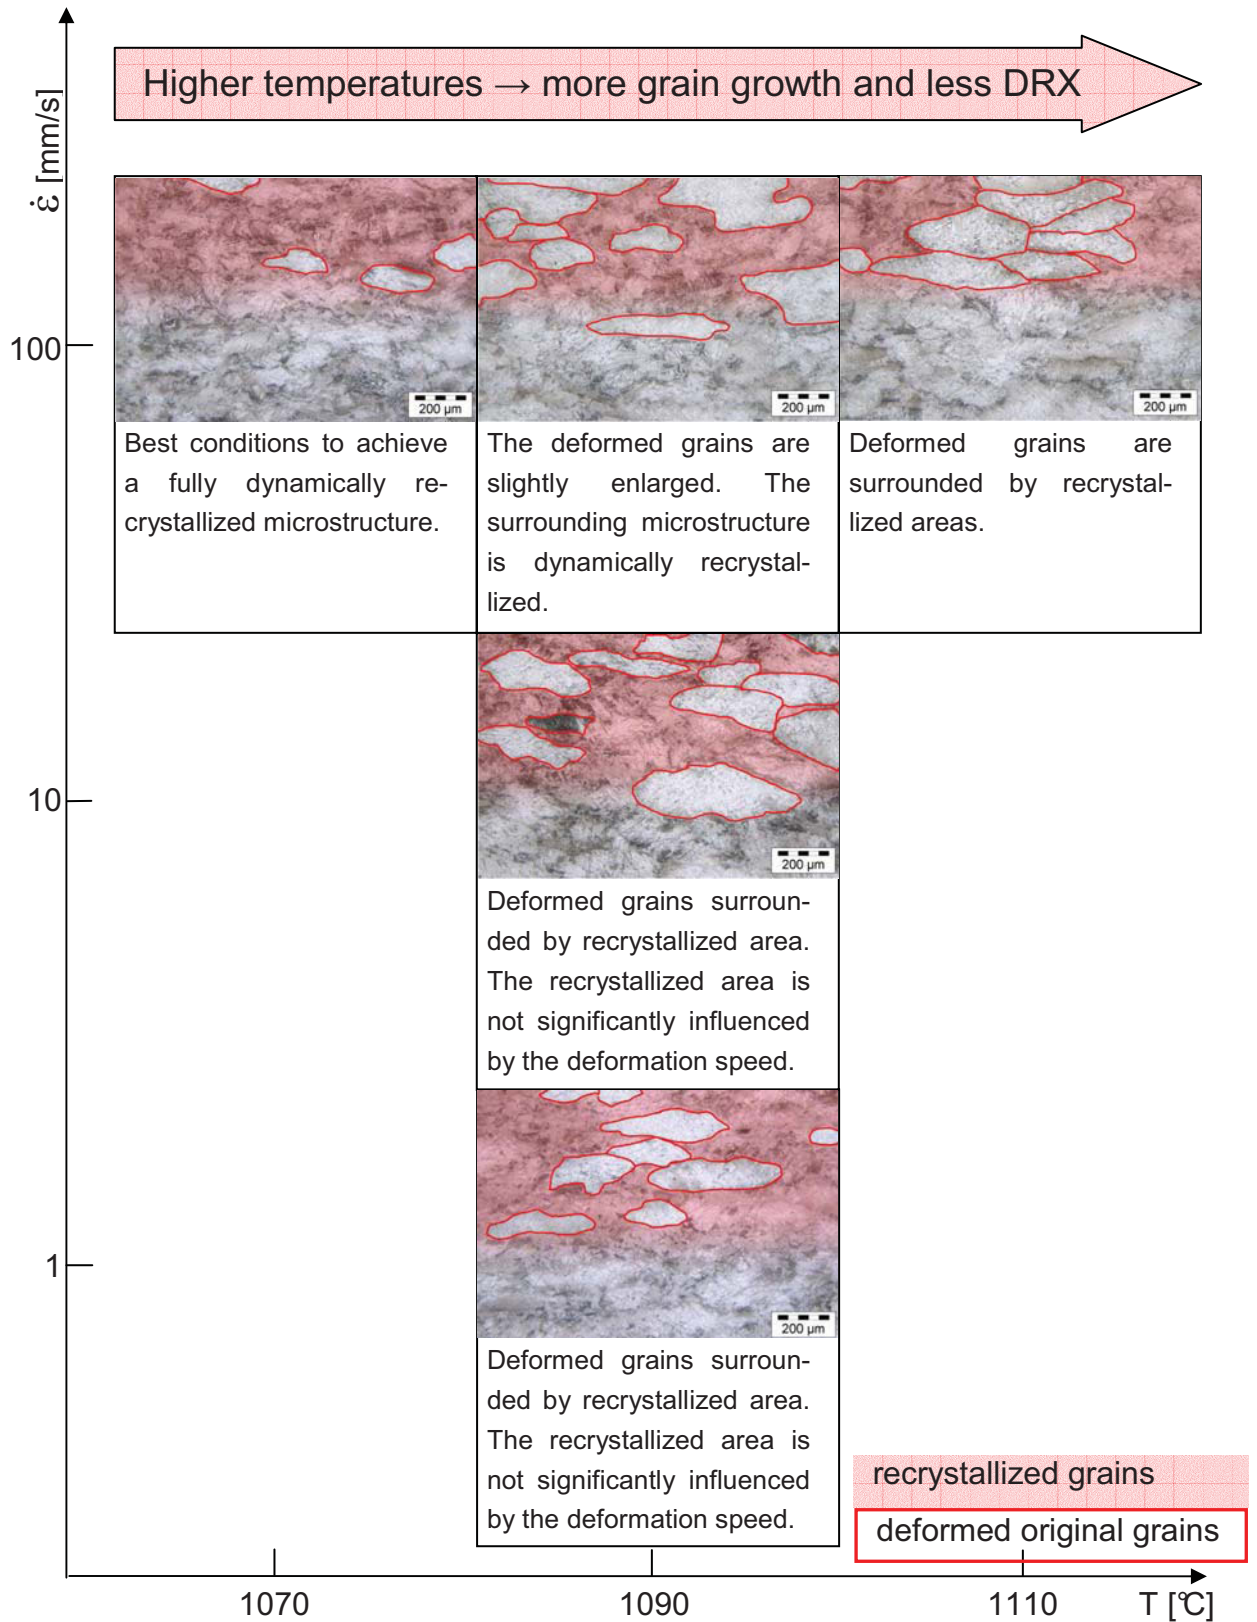 Higher temperatures → more grain growth and less DRX
ε̇ [mm/s]
100
200 µm
200 µm
200 µm
Best conditions to achieve
a fully dynamically re-
crystallized microstructure.
The deformed grains are
slightly enlarged. The
surrounding microstructure
is dynamically recrystal-
lized.
Deformed grains are
surrounded by recrystal-
lized areas.
10
200 µm
Deformed grains surroun-
ded by recrystallized area.
The recrystallized area is
not significantly influenced
by the deformation speed.
1
200 µm
Deformed grains surroun-
ded by recrystallized area.
The recrystallized area is
not significantly influenced
by the deformation speed.
recrystallized grains
deformed original grains
1070
1090
1110
T [°C]